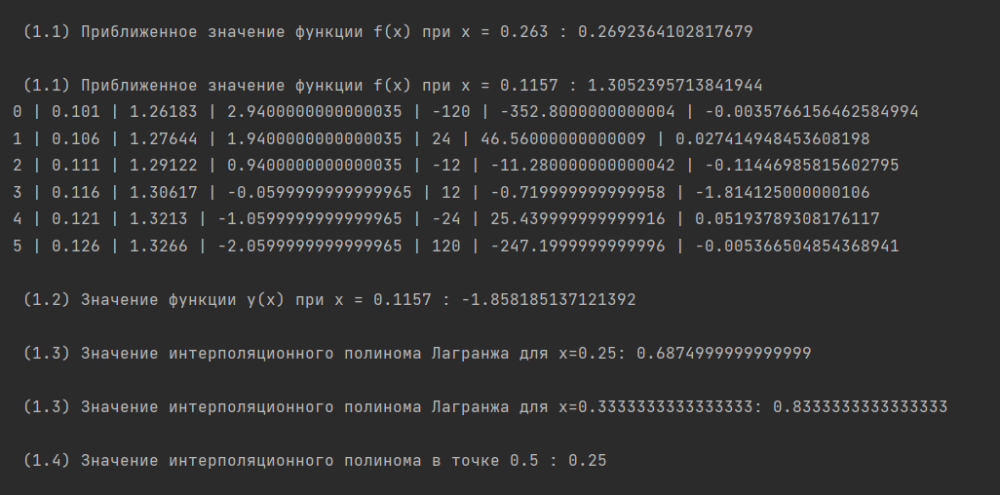 (1.1) Приближенное значение функции f(x) при x = 0.263 : 0.2692364102817679
(1.1) Приближенное значение функции f(x) при x = 0.1157 : 1.3052395713841944
0 | 0.101 | 1.26183 | 2.9400000000000035 | -120 | -352.8000000000004 | -0.0035766156462584994
1 | 0.106 | 1.27644 | 1.9400000000000035 | 24 | 46.56000000000009 | 0.027414948453608198
2 | 0.111 | 1.29122 | 0.9400000000000035 | -12 | -11.280000000000042 | -0.11446985815602795
3 | 0.116 | 1.30617 | -0.0599999999999965 | 12 | -0.719999999999958 | -1.814125000000106
4 | 0.121 | 1.3213 | -1.0599999999999965 | -24 | 25.439999999999916 | 0.05193789308176117
5 | 0.126 | 1.3266 | -2.0599999999999965 | 120 | -247.1999999999996 | -0.005366504854368941
(1.2) Значение функции y(x) при x = 0.1157 : -1.858185137121392
(1.3) Значение интерполяционного полинома Лагранжа для x=0.25: 0.6874999999999999
(1.3) Значение интерполяционного полинома Лагранжа для x=0.3333333333333333: 0.8333333333333333
(1.4) Значение интерполяционного полинома в точке 0.5 : 0.25